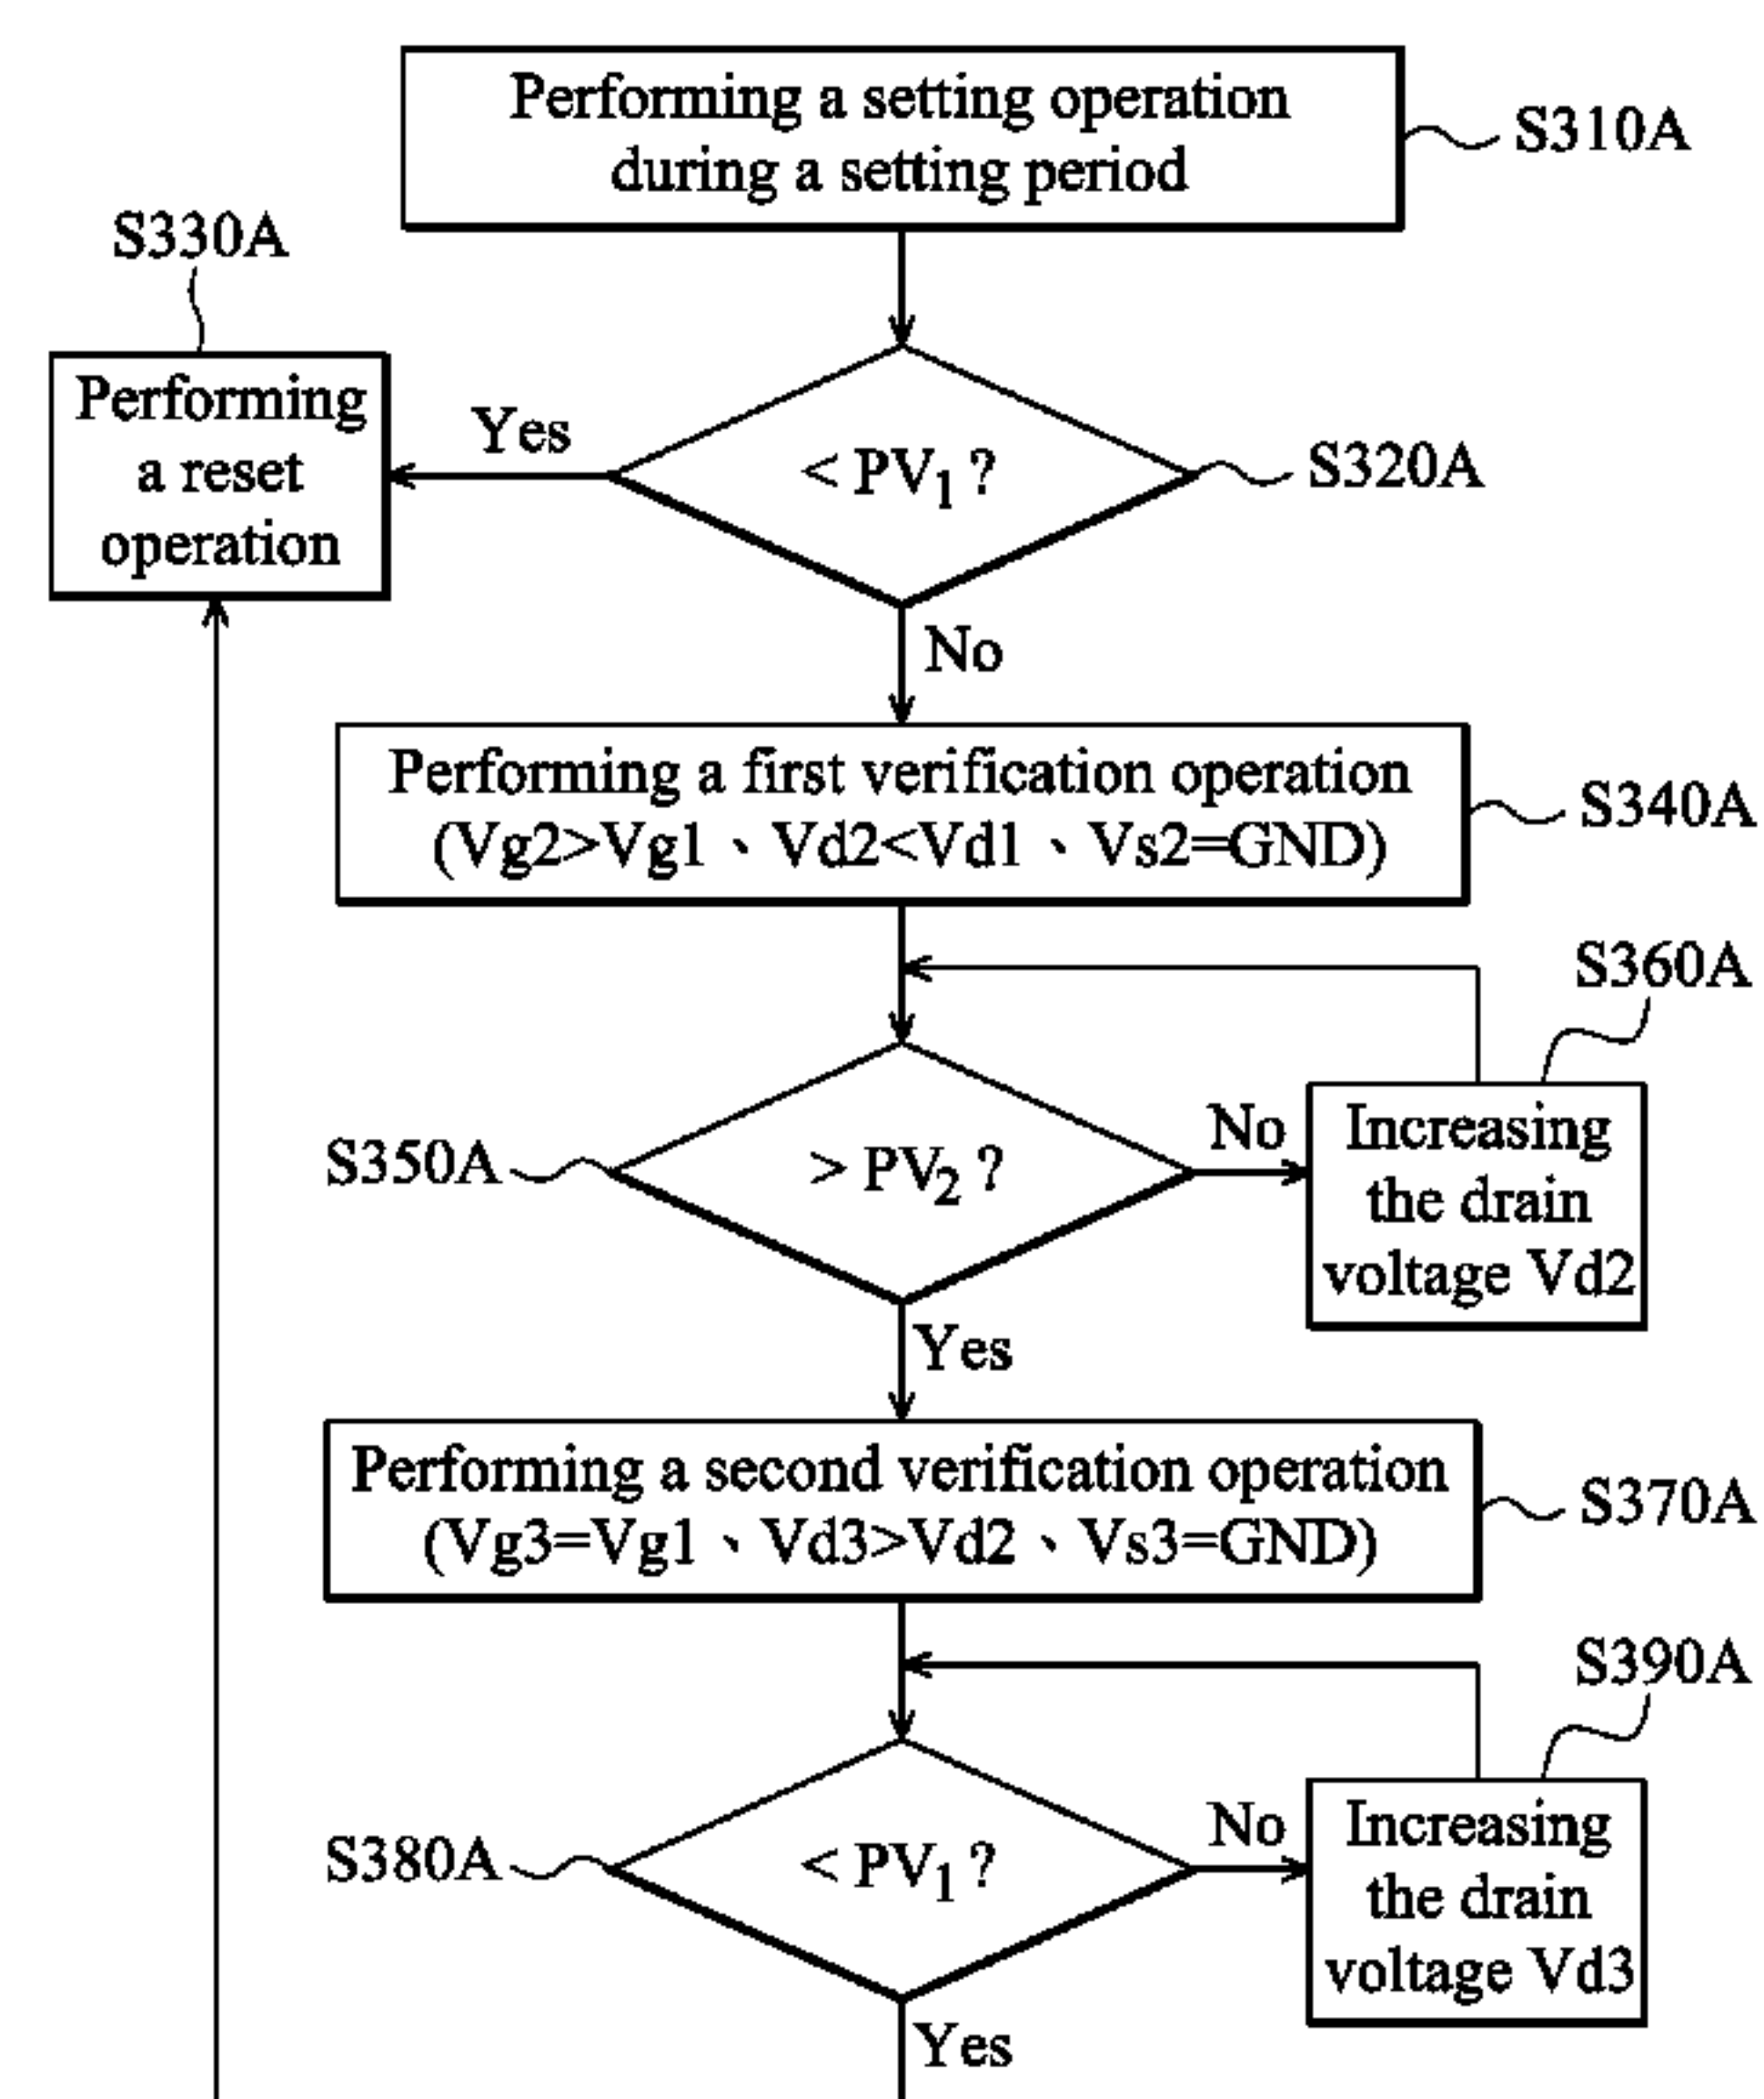 Performing a setting operation
during a setting period
S310A
S330A
Performing
a reset
operation
Yes
< PV₁ ?
S320A
No
Performing a first verification operation
(Vg2>Vg1、Vd2<Vd1、Vs2=GND)
S340A
S360A
S350A
> PV₂ ?
No
Increasing
the drain
voltage Vd2
Yes
Performing a second verification operation
(Vg3=Vg1、Vd3>Vd2、Vs3=GND)
S370A
S390A
S380A
< PV₁ ?
No
Increasing
the drain
voltage Vd3
Yes